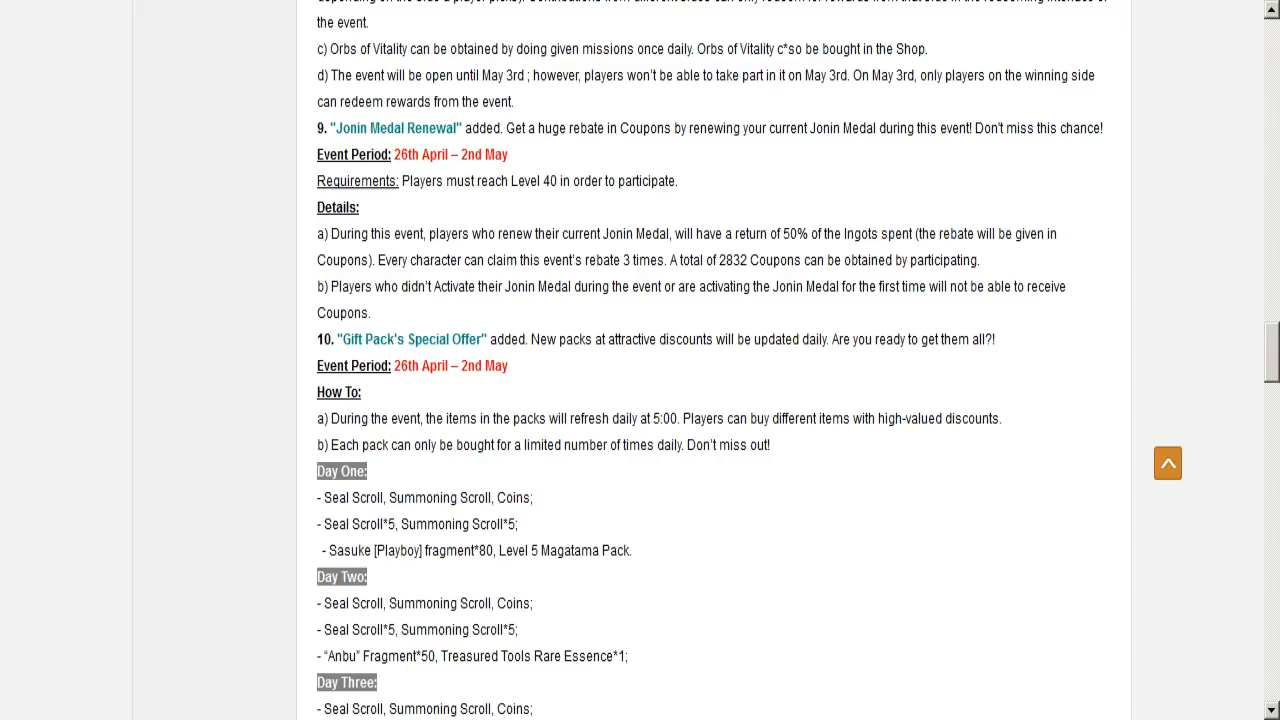 the event.
c) Orbs of Vitality can be obtained by doing given missions once daily. Orbs of Vitality c*so be bought in the Shop.
d) The event will be open until May 3rd ; however, players won't be able to take part in it on May 3rd. On May 3rd, only players on the winning side
can redeem rewards from the event.
9. "Jonin Medal Renewal" added. Get a huge rebate in Coupons by renewing your current Jonin Medal during this event! Don't miss this chance!
Event Period: 26th April – 2nd May
Requirements: Players must reach Level 40 in order to participate.
Details:
a) During this event, players who renew their current Jonin Medal, will have a return of 50% of the Ingots spent (the rebate will be given in
Coupons). Every character can claim this event's rebate 3 times. A total of 2832 Coupons can be obtained by participating.
b) Players who didn't Activate their Jonin Medal during the event or are activating the Jonin Medal for the first time will not be able to receive
Coupons.
10. "Gift Pack's Special Offer" added. New packs at attractive discounts will be updated daily. Are you ready to get them all?!
Event Period: 26th April – 2nd May
How To:
a) During the event, the items in the packs will refresh daily at 5:00. Players can buy different items with high-valued discounts.
b) Each pack can only be bought for a limited number of times daily. Don't miss out!
Day One:
- Seal Scroll, Summoning Scroll, Coins;
- Seal Scroll*5, Summoning Scroll*5;
- Sasuke [Playboy] fragment*80, Level 5 Magatama Pack.
Day Two:
- Seal Scroll, Summoning Scroll, Coins;
- Seal Scroll*5, Summoning Scroll*5;
- “Anbu” Fragment*50, Treasured Tools Rare Essence*1;
Day Three:
- Seal Scroll, Summoning Scroll, Coins;